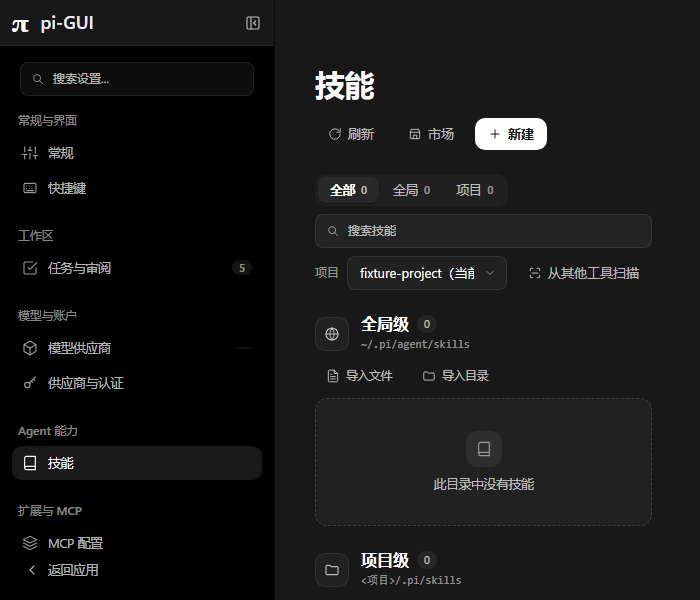 π pi-GUI
搜索设置...
常规与界面
常规
快捷键
工作区
任务与审阅 5
模型与账户
模型供应商
供应商与认证
Agent 能力
技能
扩展与 MCP
MCP 配置
返回应用
技能
刷新 市场 新建
全部 0 全局 0 项目 0
搜索技能
项目 fixture-project（当前 从其他工具扫描
全局级 0
~/.pi/agent/skills
导入文件 导入目录
此目录中没有技能
项目级 0
<项目>/.pi/skills